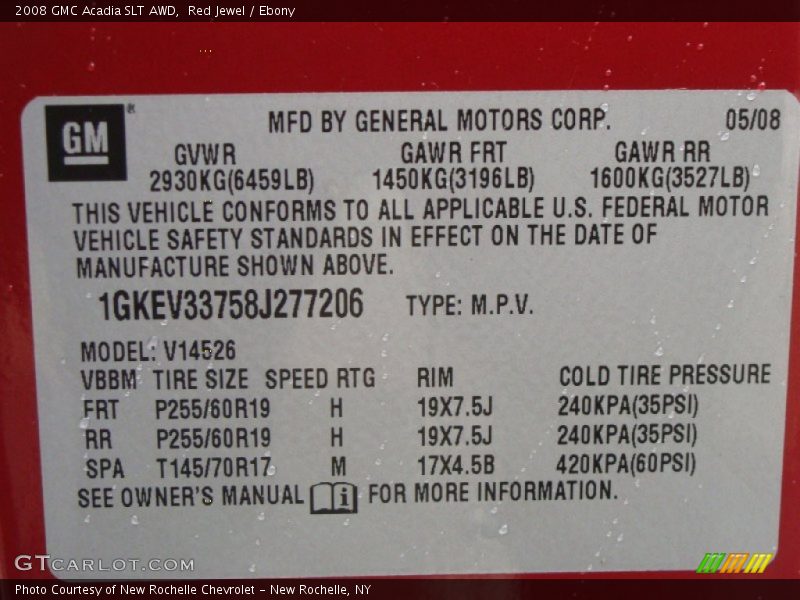 2008 GMC Acadia SLT AWD,  Red Jewel / Ebony
GM ®
MFD BY GENERAL MOTORS CORP. 05/08
GVWR GAWR FRT GAWR RR
2930KG(6459LB) 1450KG(3196LB) 1600KG(3527LB)
THIS VEHICLE CONFORMS TO ALL APPLICABLE U.S. FEDERAL MOTOR
VEHICLE SAFETY STANDARDS IN EFFECT ON THE DATE OF
MANUFACTURE SHOWN ABOVE.
1GKEV33758J277206 TYPE: M.P.V.
MODEL: V14526
VBBM TIRE SIZE SPEED RTG RIM COLD TIRE PRESSURE
FRT P255/60R19 H 19X7.5J 240KPA(35PSI)
RR P255/60R19 H 19X7.5J 240KPA(35PSI)
SPA T145/70R17 M 17X4.5B 420KPA(60PSI)
SEE OWNER'S MANUAL i FOR MORE INFORMATION.
GTCARLOT.COM
Photo Courtesy of New Rochelle Chevrolet - New Rochelle, NY